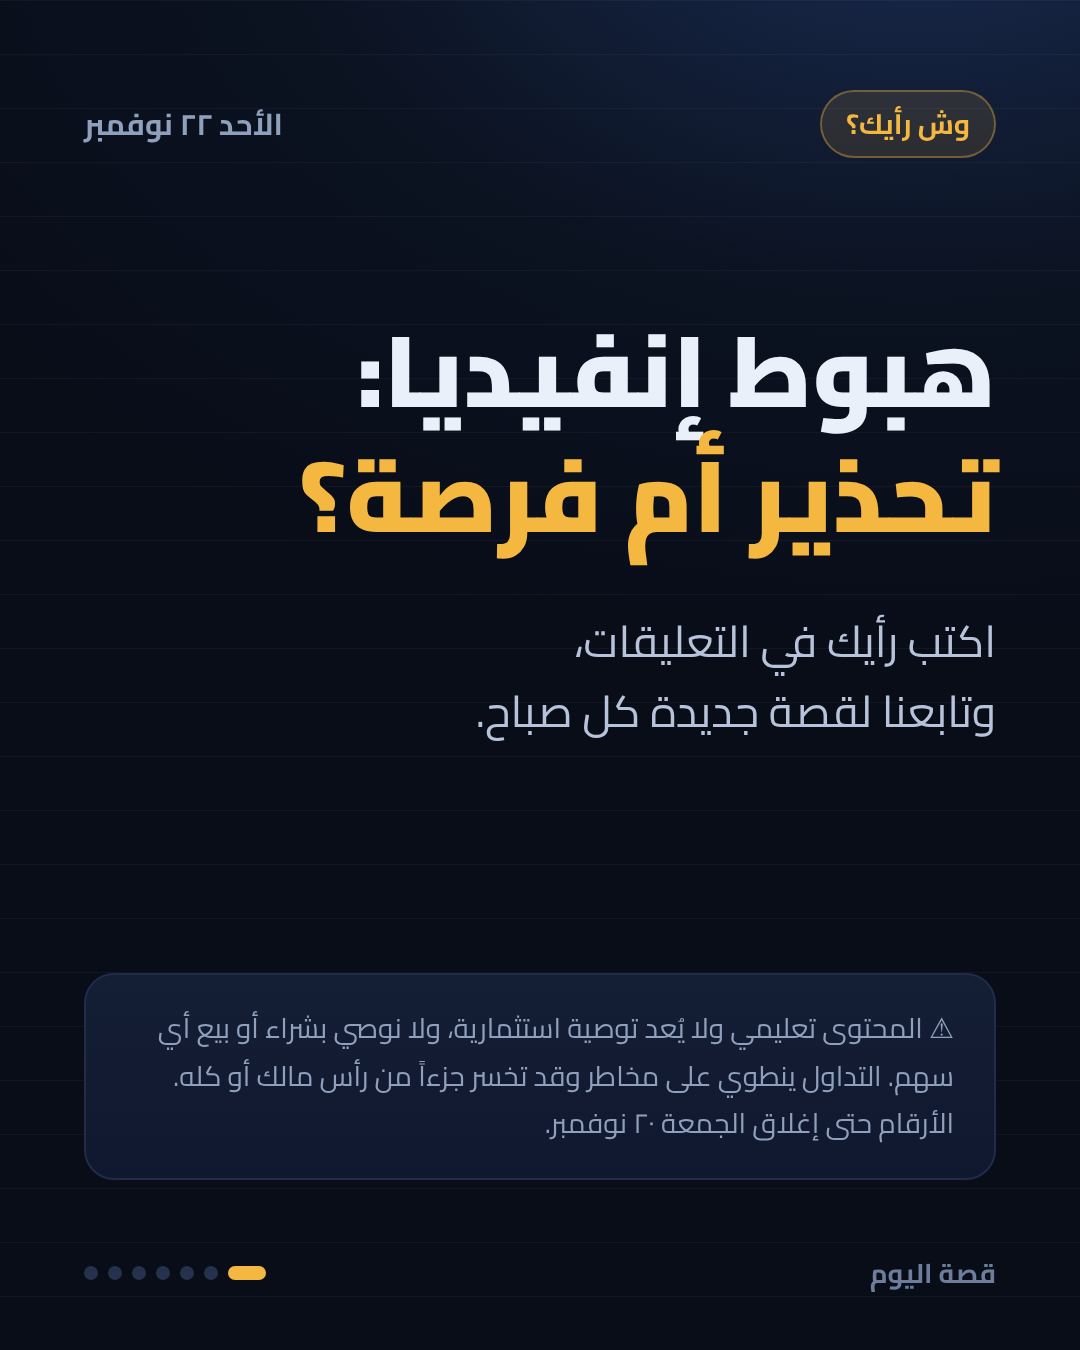 وش رأيك؟
الأحد ٢٢ نوفمبر
هبوط إنفيديا:
تحذير أم فرصة؟
اكتب رأيك في التعليقات،
وتابعنا لقصة جديدة كل صباح.
⚠ المحتوى تعليمي ولا يُعد توصية استثمارية، ولا نوصي بشراء أو بيع أي
سهم. التداول ينطوي على مخاطر وقد تخسر جزءاً من رأس مالك أو كله.
الأرقام حتى إغلاق الجمعة ٢٠ نوفمبر.
قصة اليوم